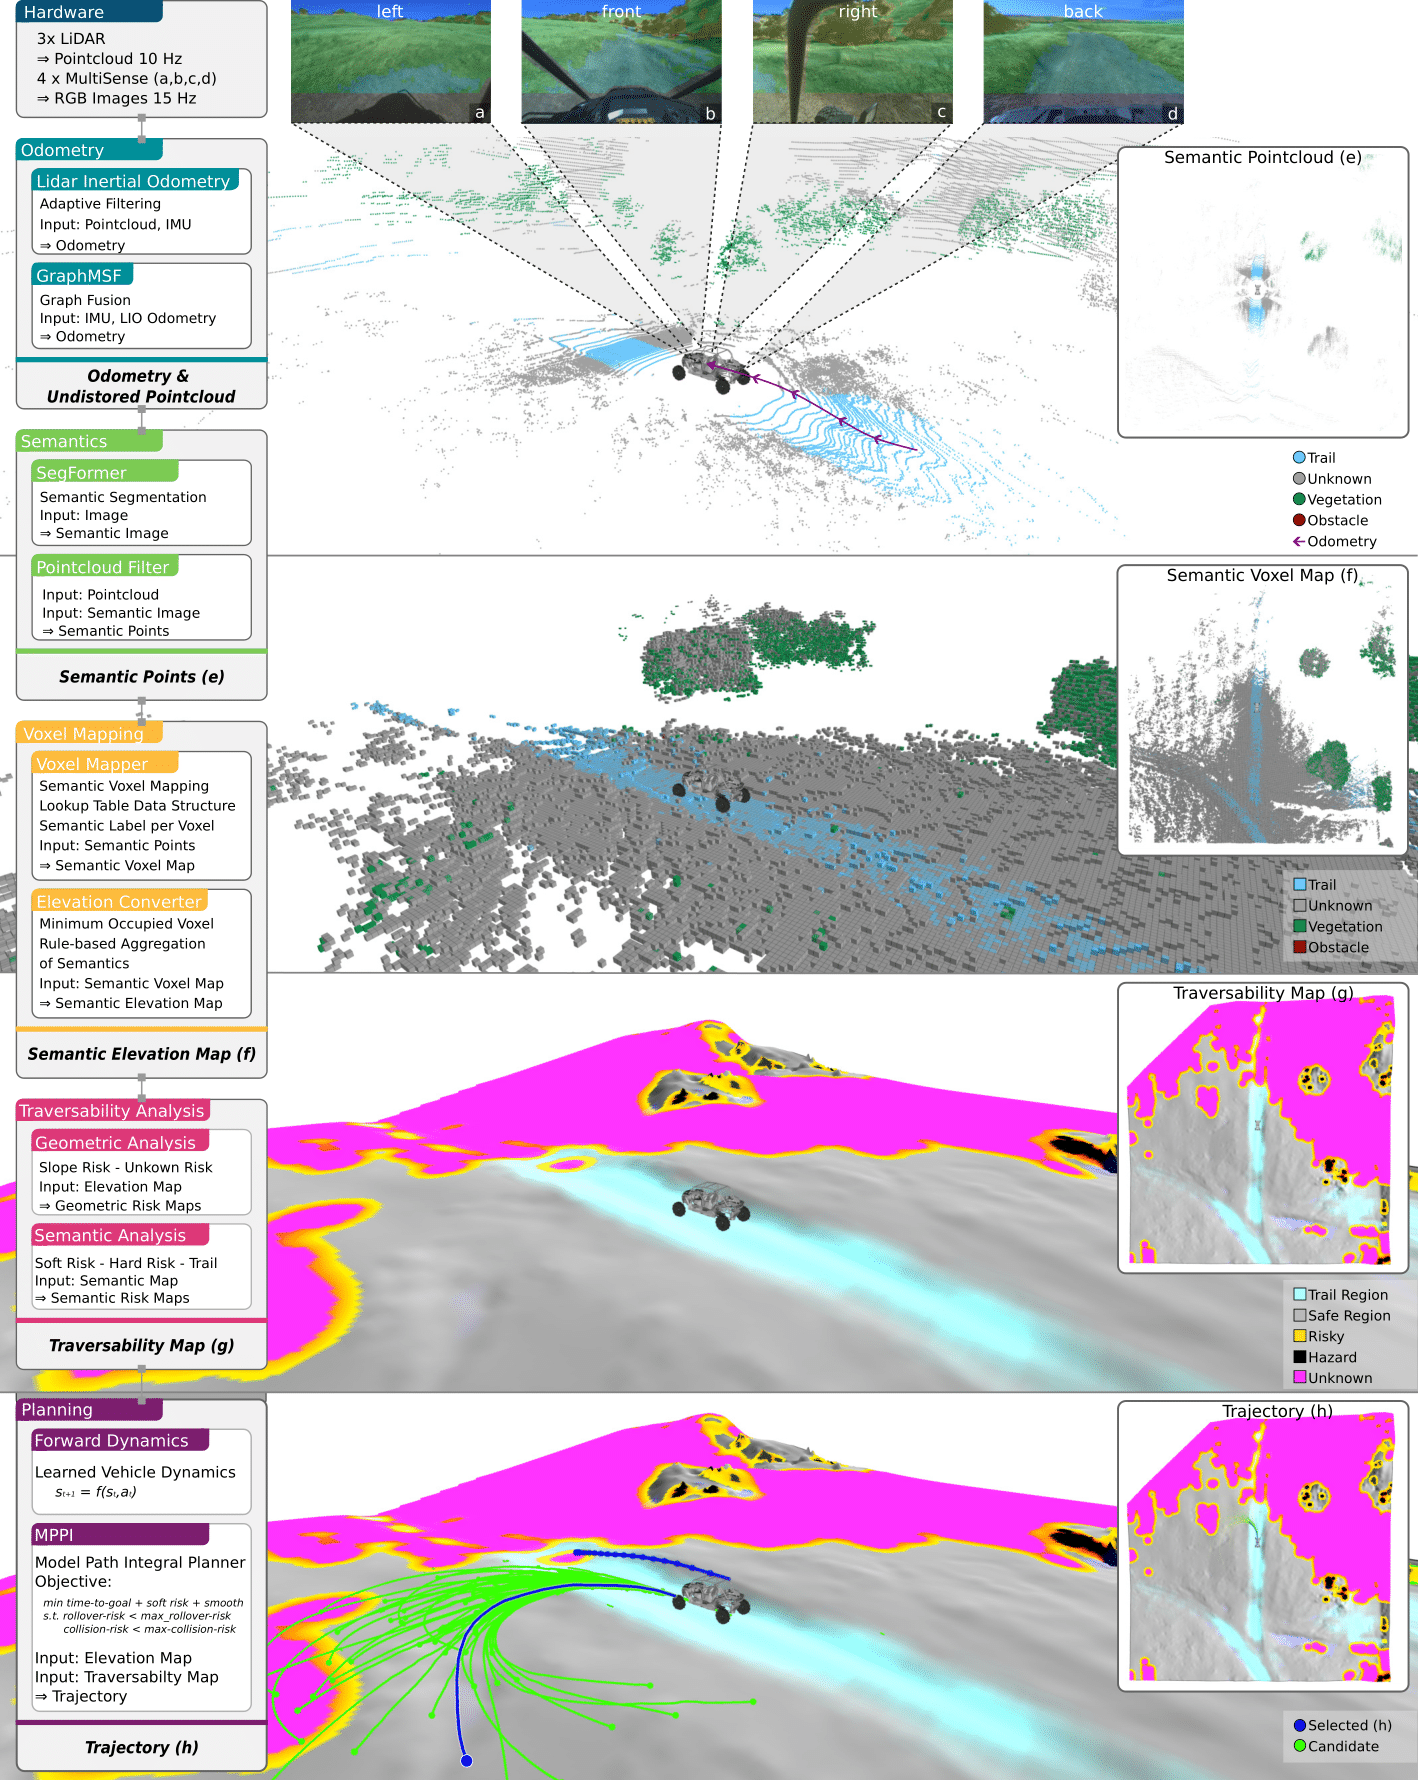 Hardware
3x LiDAR
⇒ Pointcloud 10 Hz
4 x MultiSense (a,b,c,d)
⇒ RGB Images 15 Hz
left
front
right
back
a
b
c
d
Odometry
Lidar Inertial Odometry
Adaptive Filtering
Input: Pointcloud, IMU
⇒ Odometry
GraphMSF
Graph Fusion
Input: IMU, LIO Odometry
⇒ Odometry
Odometry &
Undistored Pointcloud
Semantic Pointcloud (e)
Trail
Unknown
Vegetation
Obstacle
Odometry
Semantics
SegFormer
Semantic Segmentation
Input: Image
⇒ Semantic Image
Pointcloud Filter
Input: Pointcloud
Input: Semantic Image
⇒ Semantic Points
Semantic Points (e)
Semantic Voxel Map (f)
Trail
Unknown
Vegetation
Obstacle
Voxel Mapping
Voxel Mapper
Semantic Voxel Mapping
Lookup Table Data Structure
Semantic Label per Voxel
Input: Semantic Points
⇒ Semantic Voxel Map
Elevation Converter
Minimum Occupied Voxel
Rule-based Aggregation
of Semantics
Input: Semantic Voxel Map
⇒ Semantic Elevation Map
Semantic Elevation Map (f)
Traversability Map (g)
Trail Region
Safe Region
Risky
Hazard
Unknown
Traversability Analysis
Geometric Analysis
Slope Risk - Unkown Risk
Input: Elevation Map
⇒ Geometric Risk Maps
Semantic Analysis
Soft Risk - Hard Risk - Trail
Input: Semantic Map
⇒ Semantic Risk Maps
Traversability Map (g)
Planning
Forward Dynamics
Learned Vehicle Dynamics
sₜ₊₁ = f(sₜ,aₜ)
MPPI
Model Path Integral Planner
Objective:
min time-to-goal + soft risk + smooth
s.t. rollover-risk < max_rollover-risk
collision-risk < max-collision-risk
Input: Elevation Map
Input: Traversabilty Map
⇒ Trajectory
Trajectory (h)
Trajectory (h)
Selected (h)
Candidate